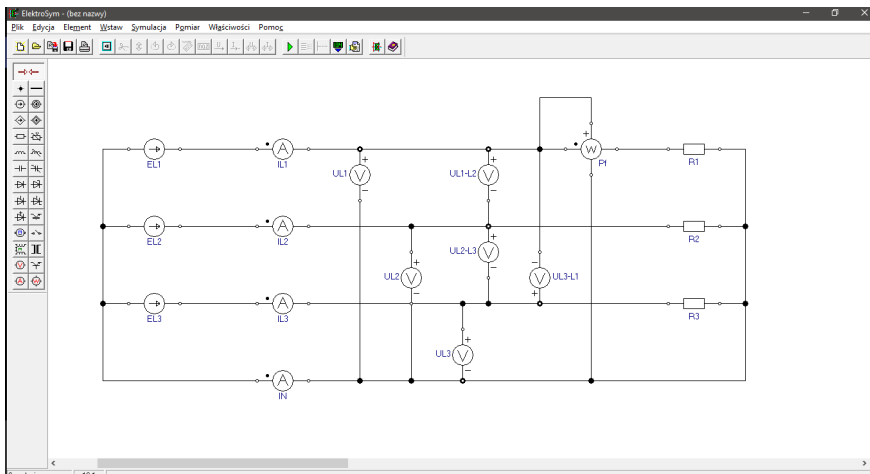 ElektroSym - (bez nazwy)
Plik Edycja Element Wstaw Symulacja Pomiar Właściwości Pomoc
EL1 A IL1 UL1 V UL1-L2 V W P1 R1
EL2 A IL2 UL2 V UL2-L3 V V UL3-L1 R2
EL3 A IL3 UL3 V R3
A IN